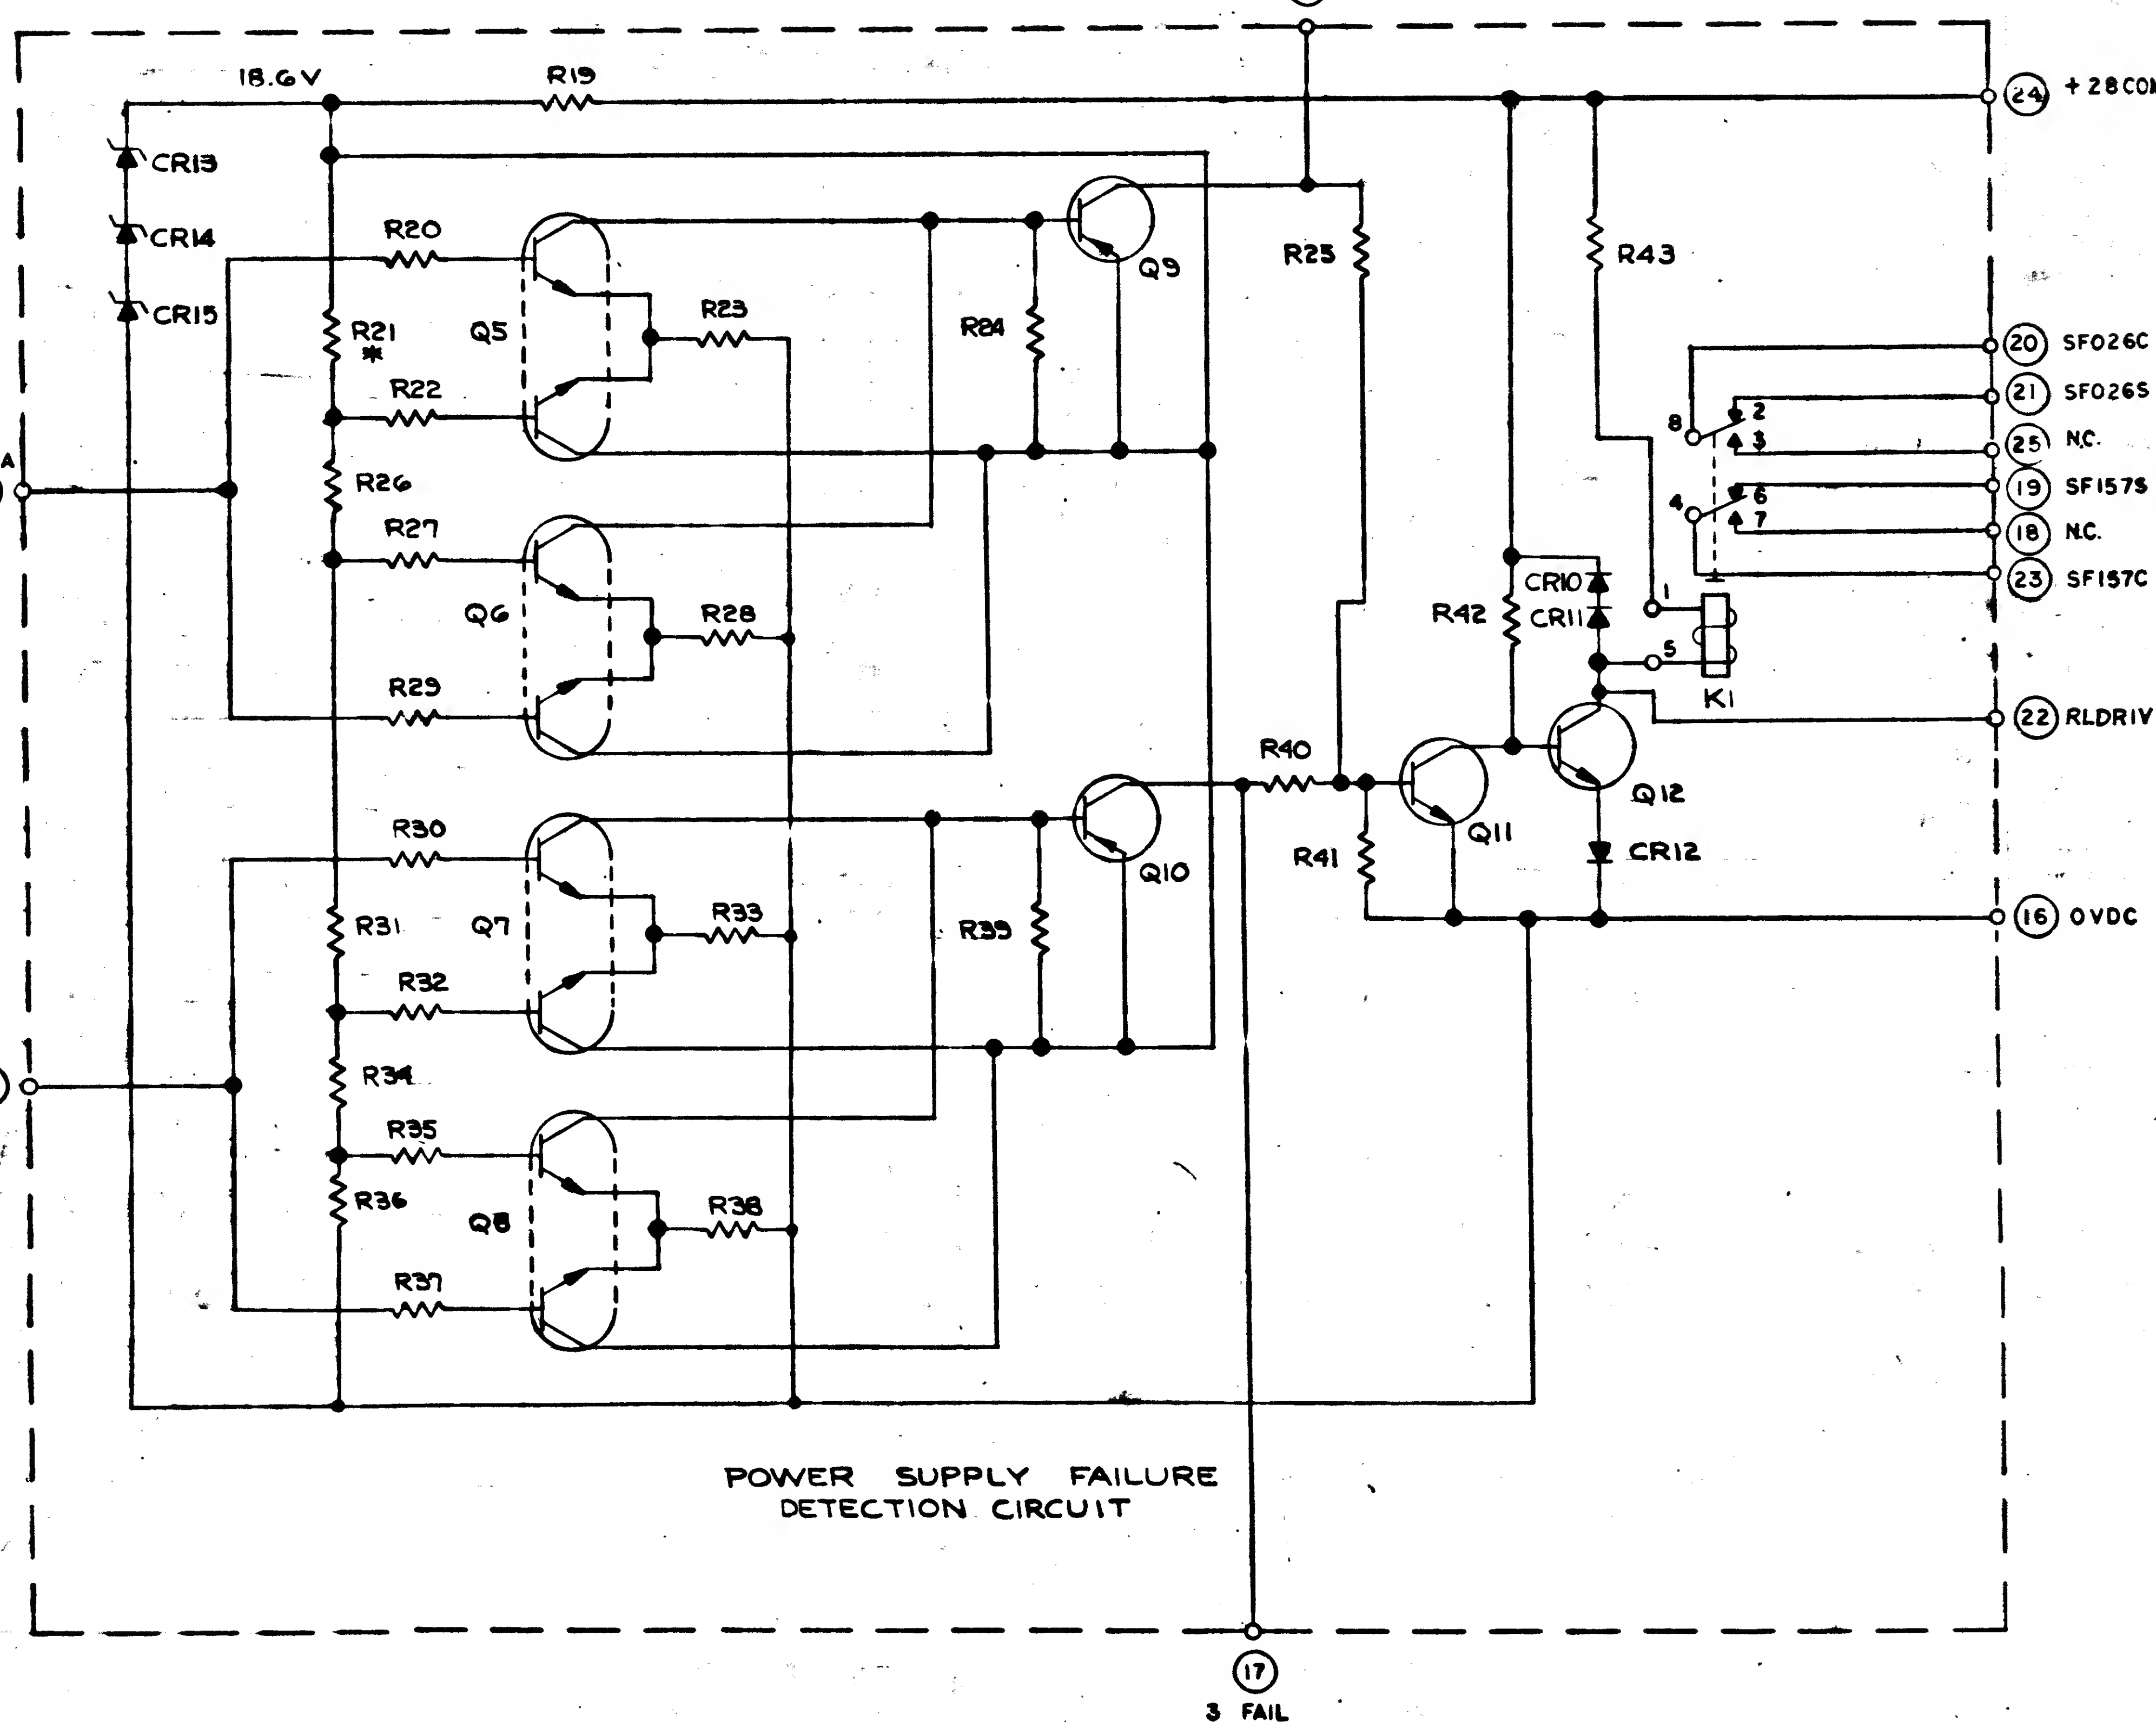 18.6V
R19
24 +28CO
CR13
CR14
CR15
R20
R21
*
R22
Q5
R23
R24
Q9
R25
R43
20 SF026C
21 SF026S
25 N.C.
19 SF157S
18 N.C.
23 SF157C
8
2
3
4
6
7
A
R26
R27
Q6
R28
R29
R42
CR10
CR11
1
5
K1
22 RLDRIV
R40
Q11
Q12
R41
CR12
16 0VDC
R30
R31
R32
Q7
R33
R39
Q10
R34
R35
R36
Q8
R38
R37
POWER SUPPLY FAILURE
DETECTION CIRCUIT
17
3 FAIL